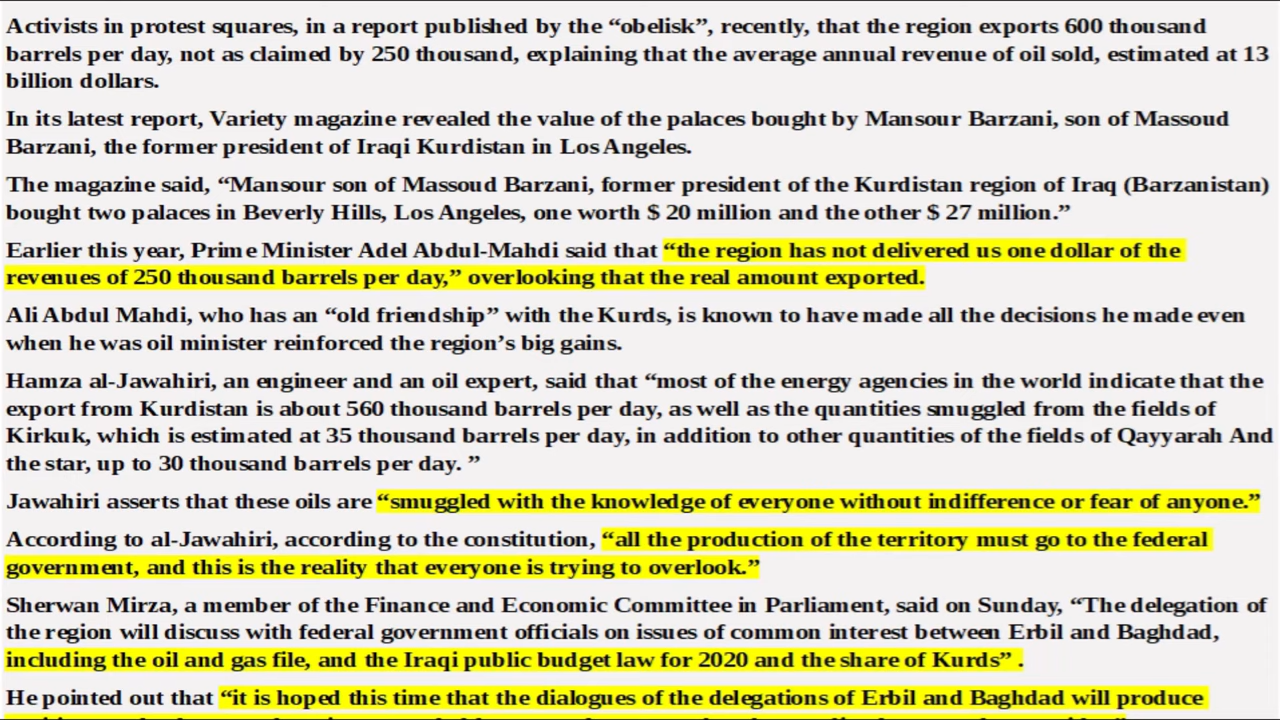 Activists in protest squares, in a report published by the “obelisk”, recently, that the region exports 600 thousand
barrels per day, not as claimed by 250 thousand, explaining that the average annual revenue of oil sold, estimated at 13
billion dollars.
In its latest report, Variety magazine revealed the value of the palaces bought by Mansour Barzani, son of Massoud
Barzani, the former president of Iraqi Kurdistan in Los Angeles.
The magazine said, “Mansour son of Massoud Barzani, former president of the Kurdistan region of Iraq (Barzanistan)
bought two palaces in Beverly Hills, Los Angeles, one worth $ 20 million and the other $ 27 million.”
Earlier this year, Prime Minister Adel Abdul-Mahdi said that “the region has not delivered us one dollar of the
revenues of 250 thousand barrels per day,” overlooking that the real amount exported.
Ali Abdul Mahdi, who has an “old friendship” with the Kurds, is known to have made all the decisions he made even
when he was oil minister reinforced the region’s big gains.
Hamza al-Jawahiri, an engineer and an oil expert, said that “most of the energy agencies in the world indicate that the
export from Kurdistan is about 560 thousand barrels per day, as well as the quantities smuggled from the fields of
Kirkuk, which is estimated at 35 thousand barrels per day, in addition to other quantities of the fields of Qayyarah And
the star, up to 30 thousand barrels per day. ”
Jawahiri asserts that these oils are “smuggled with the knowledge of everyone without indifference or fear of anyone.”
According to al-Jawahiri, according to the constitution, “all the production of the territory must go to the federal
government, and this is the reality that everyone is trying to overlook.”
Sherwan Mirza, a member of the Finance and Economic Committee in Parliament, said on Sunday, “The delegation of
the region will discuss with federal government officials on issues of common interest between Erbil and Baghdad,
including the oil and gas file, and the Iraqi public budget law for 2020 and the share of Kurds” .
He pointed out that “it is hoped this time that the dialogues of the delegations of Erbil and Baghdad will produce